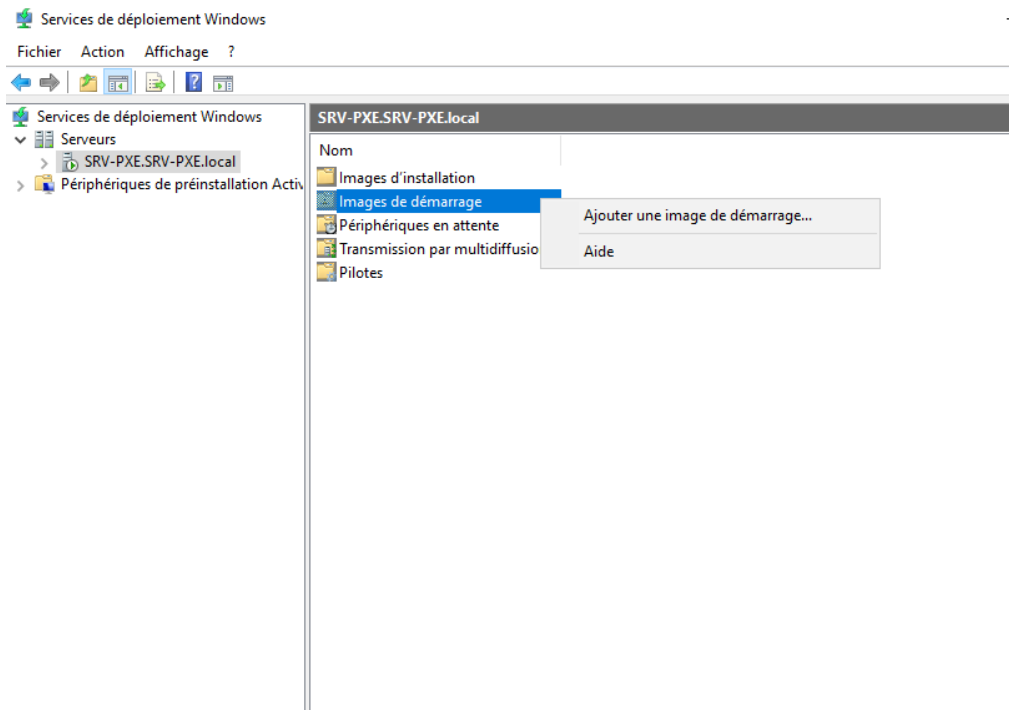 Services de déploiement Windows
Fichier Action Affichage ?
Services de déploiement Windows
Serveurs
SRV-PXE.SRV-PXE.local
Périphériques de préinstallation Activ
SRV-PXE.SRV-PXE.local
Nom
Images d'installation
Images de démarrage
Périphériques en attente
Transmission par multidiffusio
Pilotes
Ajouter une image de démarrage...
Aide